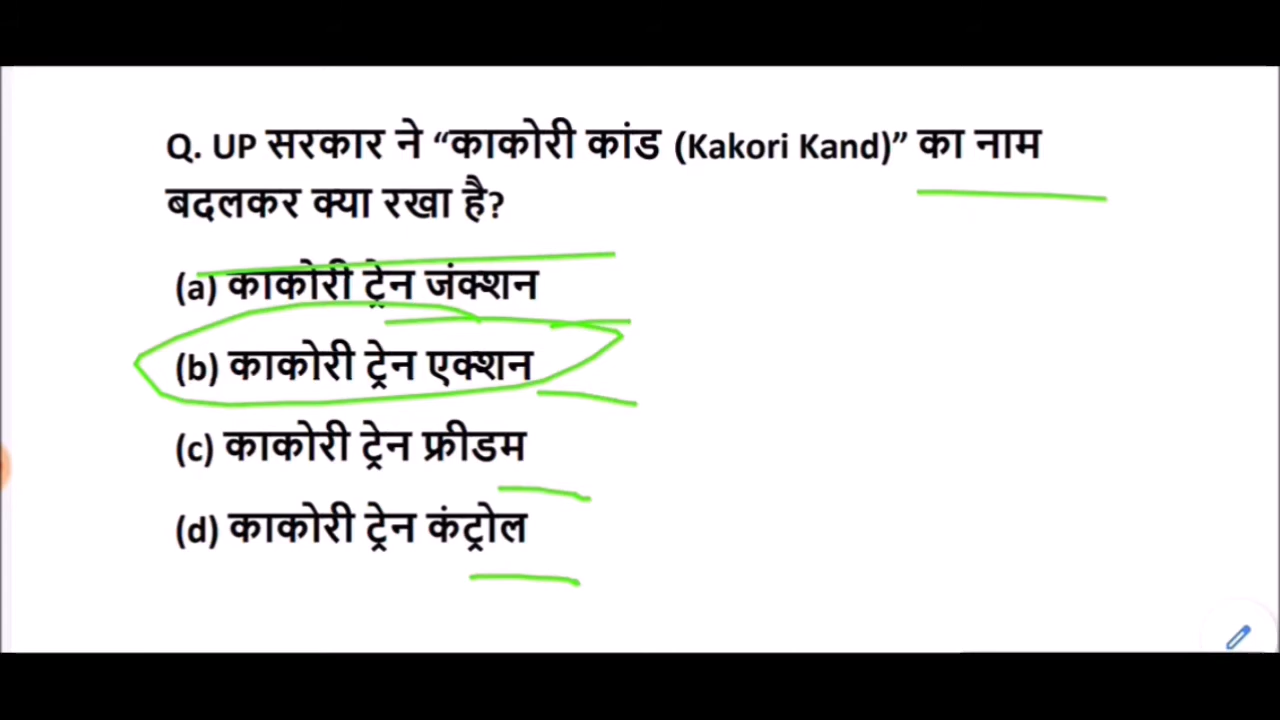 Q. UP सरकार ने “काकोरी कांड (Kakori Kand)” का नाम
बदलकर क्या रखा है?
(a) काकोरी ट्रेन जंक्शन
(b) काकोरी ट्रेन एक्शन
(c) काकोरी ट्रेन फ्रीडम
(d) काकोरी ट्रेन कंट्रोल